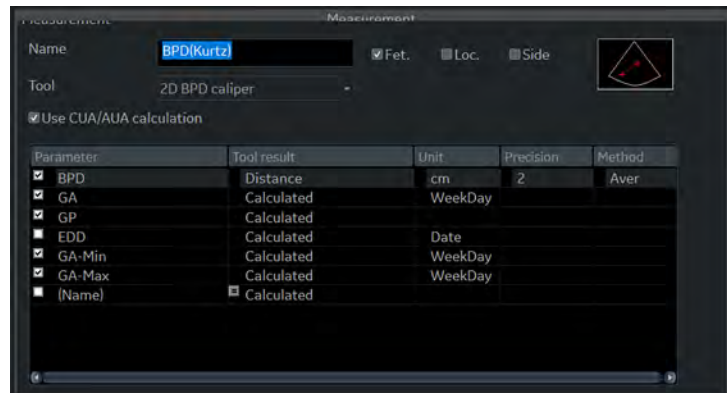 Measurement Measurement
Name BPD(Kurtz) Fet. Loc. Side
Tool 2D BPD caliper
Use CUA/AUA calculation
Parameter Tool result Unit Precision Method
BPD Distance cm 2 Aver
GA Calculated WeekDay
GP Calculated
EDD Calculated Date
GA-Min Calculated WeekDay
GA-Max Calculated WeekDay
(Name) Calculated